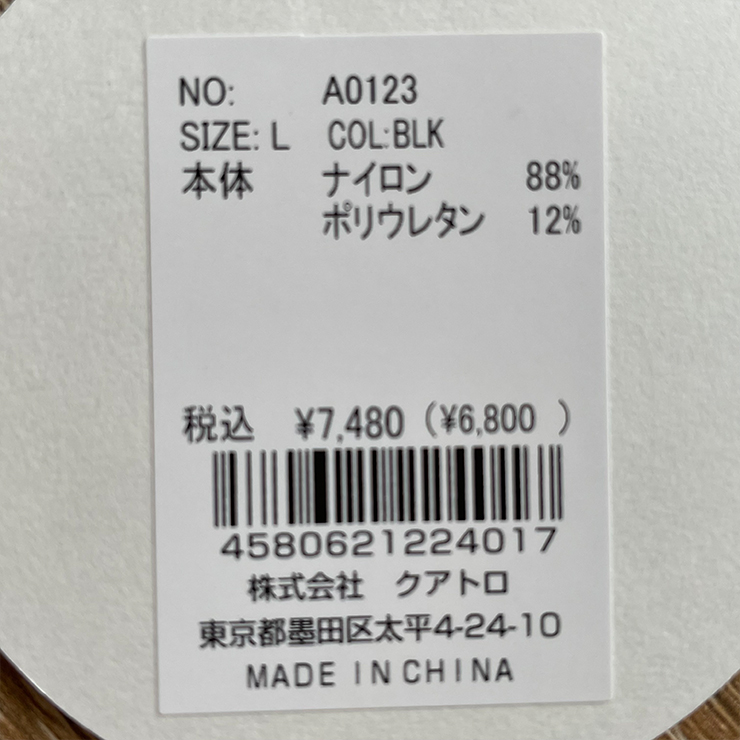 NO: A0123
SIZE: L COL:BLK
本体 ナイロン 88%
ポリウレタン 12%
税込 ¥7,480 (¥6,800 )
4580621224017
株式会社 クアトロ
東京都墨田区太平4-24-10
MADE IN CHINA